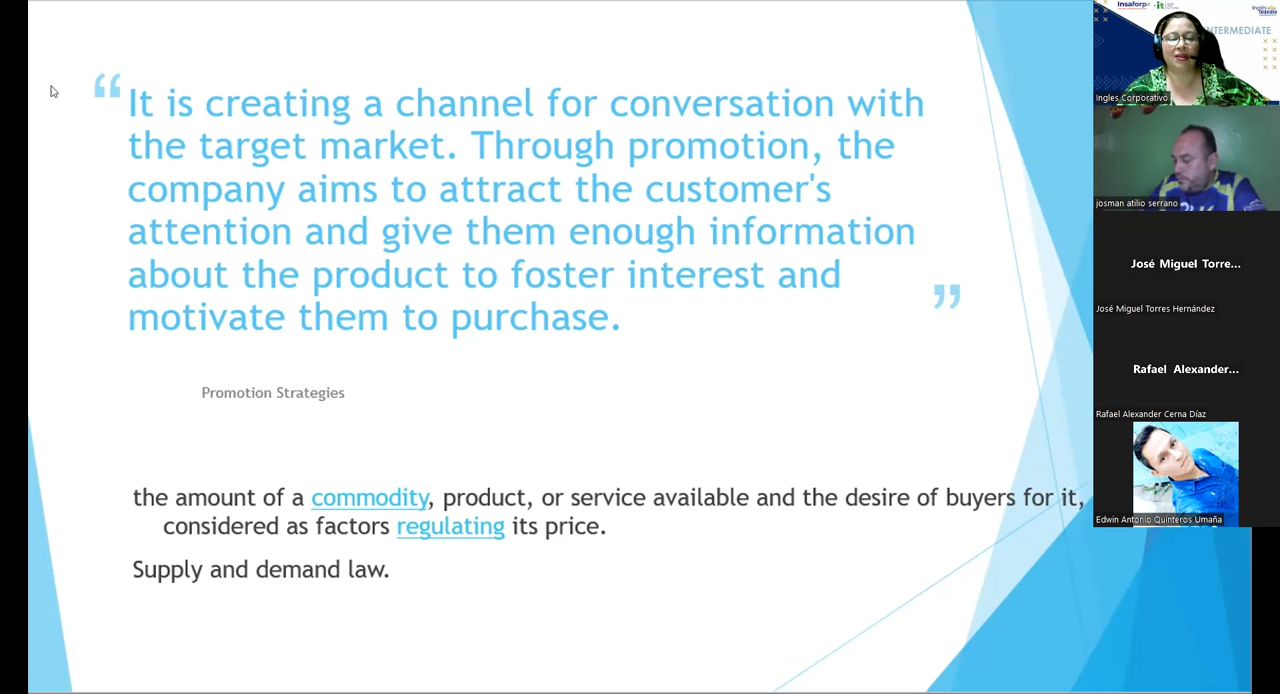 “
It is creating a channel for conversation with
the target market. Through promotion, the
company aims to attract the customer's
attention and give them enough information
about the product to foster interest and
motivate them to purchase.
”
Promotion Strategies
the amount of a commodity, product, or service available and the desire of buyers for it,
considered as factors regulating its price.
Supply and demand law.
Insaforp
INTERMEDIATE
Ingles Corporativo
josman atilio serrano
José Miguel Torre...
José Miguel Torres Hernández
Rafael Alexander...
Rafael Alexander Cerna Díaz
Edwin Antonio Quinteros Umaña